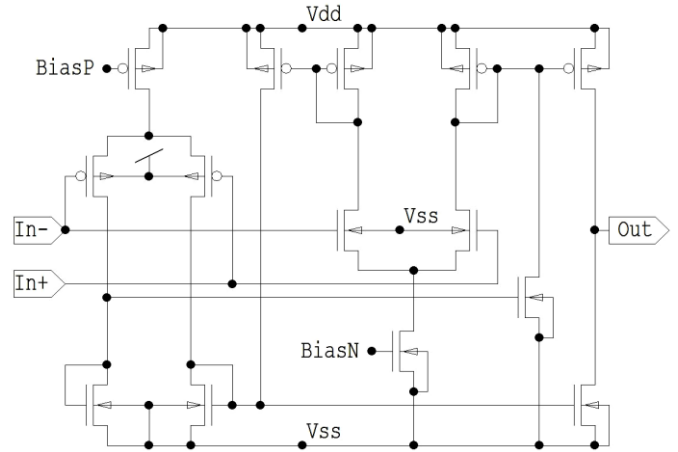 Vdd
BiasP
Vss
In-
Out
In+
BiasN
Vss